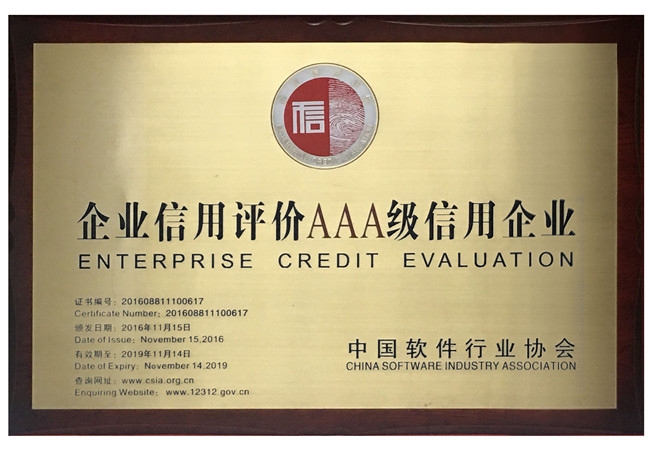 信
企业信用评价AAA级信用企业
ENTERPRISE CREDIT EVALUATION
证书编号：201608811100617
Certificate Number：201608811100617
颁发日期：2016年11月15日
Date of Issue：November 15,2016
有效期至：2019年11月14日
Date of Expiry：November 14.2019
查询网址：www.csia.org.cn
Enquiring Website：www.12312.gov.cn
中国软件行业协会
CHINA SOFTWARE INDUSTRY ASSOCIATION